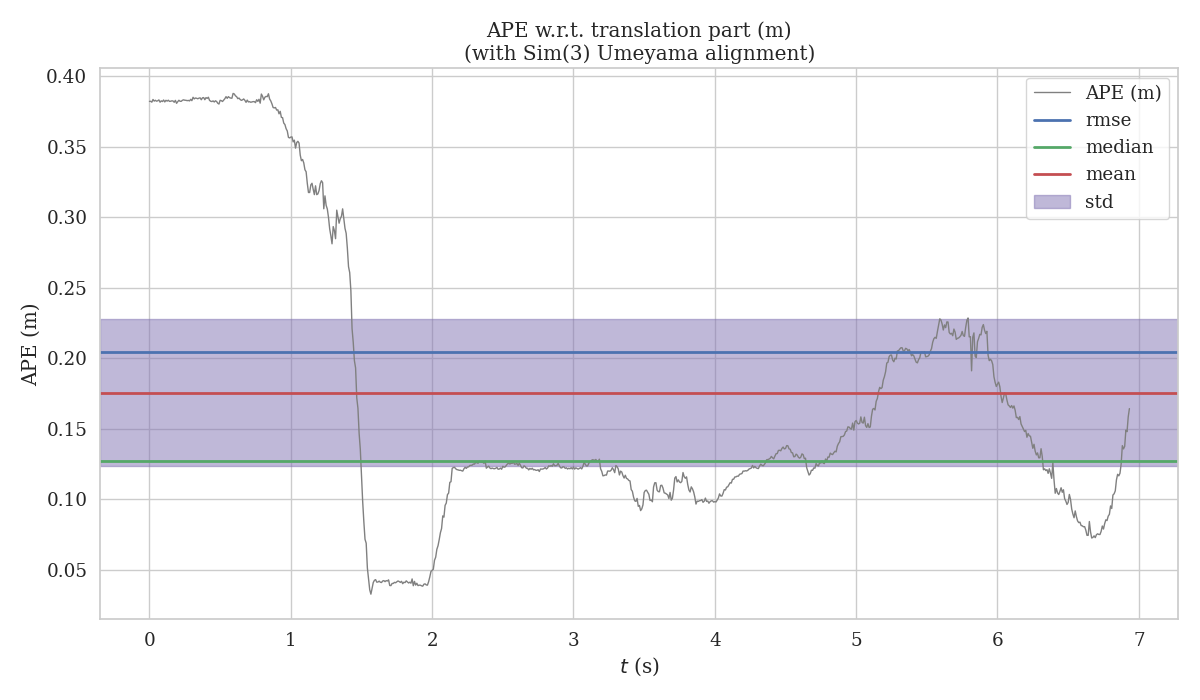 APE w.r.t. translation part (m)
(with Sim(3) Umeyama alignment)
0.40
0.35
0.30
0.25
0.20
0.15
0.10
0.05
APE (m)
APE (m)
rmse
median
mean
std
0 1 2 3 4 5 6 7
t (s)